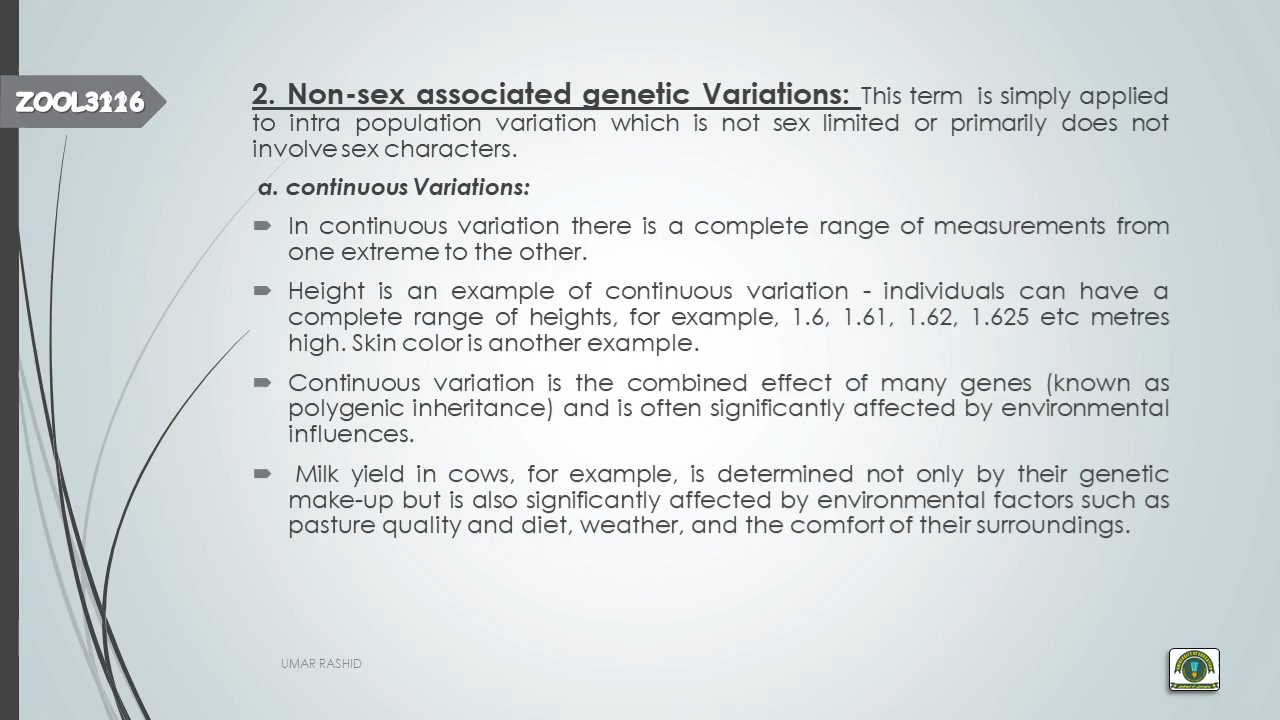 ZOOL3116
2. Non-sex associated genetic Variations: This term is simply applied
to intra population variation which is not sex limited or primarily does not
involve sex characters.
a. continuous Variations:
In continuous variation there is a complete range of measurements from
one extreme to the other.
Height is an example of continuous variation - individuals can have a
complete range of heights, for example, 1.6, 1.61, 1.62, 1.625 etc metres
high. Skin color is another example.
Continuous variation is the combined effect of many genes (known as
polygenic inheritance) and is often significantly affected by environmental
influences.
Milk yield in cows, for example, is determined not only by their genetic
make-up but is also significantly affected by environmental factors such as
pasture quality and diet, weather, and the comfort of their surroundings.
UMAR RASHID